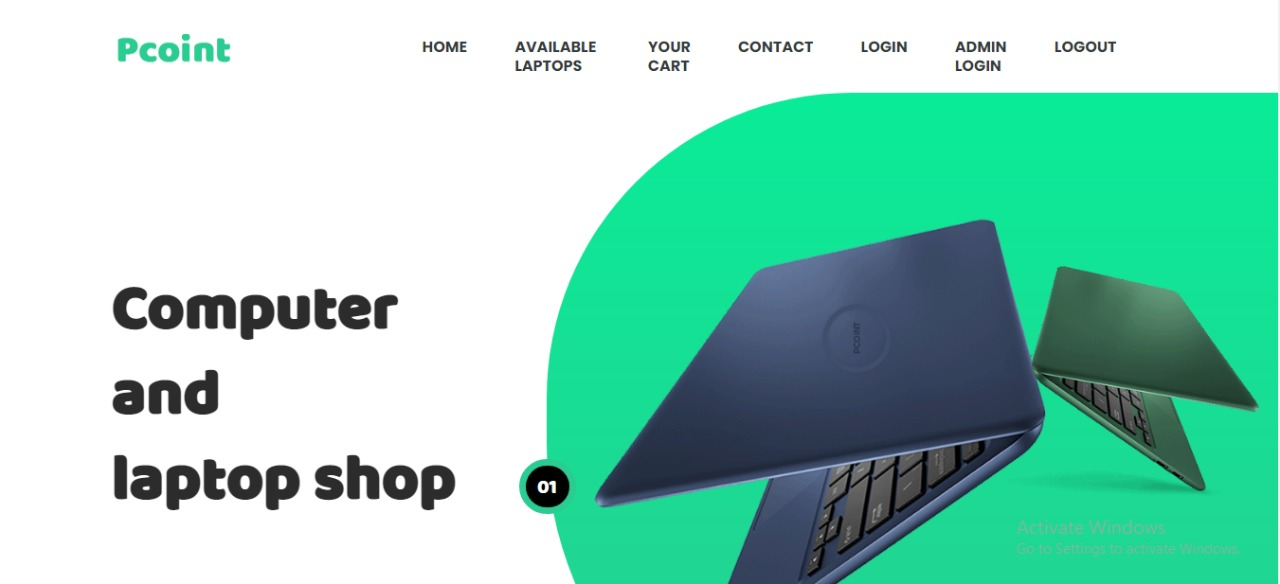 Pcoint
HOME
AVAILABLE
LAPTOPS
YOUR
CART
CONTACT
LOGIN
ADMIN
LOGIN
LOGOUT
Computer
and
laptop shop
01
PCOINT
Activate Windows
Go to Settings to activate Windows.